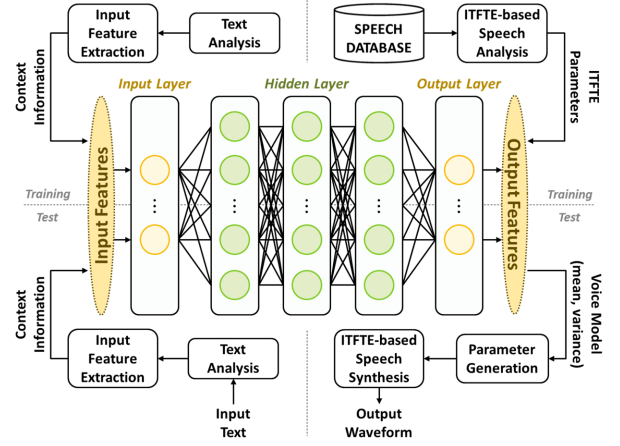 Input
Feature
Extraction
Text
Analysis
SPEECH
DATABASE
ITFTE-based
Speech
Analysis
Context
Information
ITFTE
Parameters
Input Layer
Hidden Layer
Output Layer
Input Features
Output Features
...
...
...
...
...
Training
Test
Training
Test
Context
Information
Voice Model
(mean, variance)
Input
Feature
Extraction
Text
Analysis
ITFTE-based
Speech
Synthesis
Parameter
Generation
Input
Text
Output
Waveform